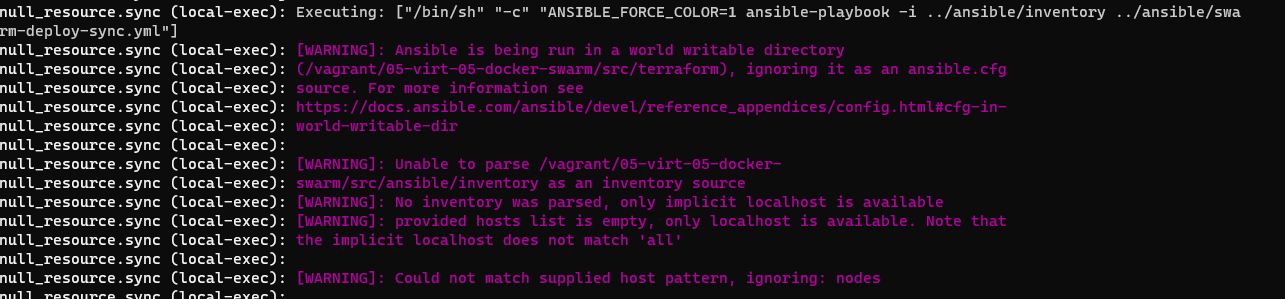 null_resource.sync (local-exec): Executing: ["/bin/sh" "-c" "ANSIBLE_FORCE_COLOR=1 ansible-playbook -i ../ansible/inventory ../ansible/swa
rm-deploy-sync.yml"]
null_resource.sync (local-exec): [WARNING]: Ansible is being run in a world writable directory
null_resource.sync (local-exec): (/vagrant/05-virt-05-docker-swarm/src/terraform), ignoring it as an ansible.cfg
null_resource.sync (local-exec): source. For more information see
null_resource.sync (local-exec): https://docs.ansible.com/ansible/devel/reference_appendices/config.html#cfg-in-
null_resource.sync (local-exec): world-writable-dir
null_resource.sync (local-exec):
null_resource.sync (local-exec): [WARNING]: Unable to parse /vagrant/05-virt-05-docker-
null_resource.sync (local-exec): swarm/src/ansible/inventory as an inventory source
null_resource.sync (local-exec): [WARNING]: No inventory was parsed, only implicit localhost is available
null_resource.sync (local-exec): [WARNING]: provided hosts list is empty, only localhost is available. Note that
null_resource.sync (local-exec): the implicit localhost does not match 'all'
null_resource.sync (local-exec):
null_resource.sync (local-exec): [WARNING]: Could not match supplied host pattern, ignoring: nodes
null_resource.sync (local-exec):